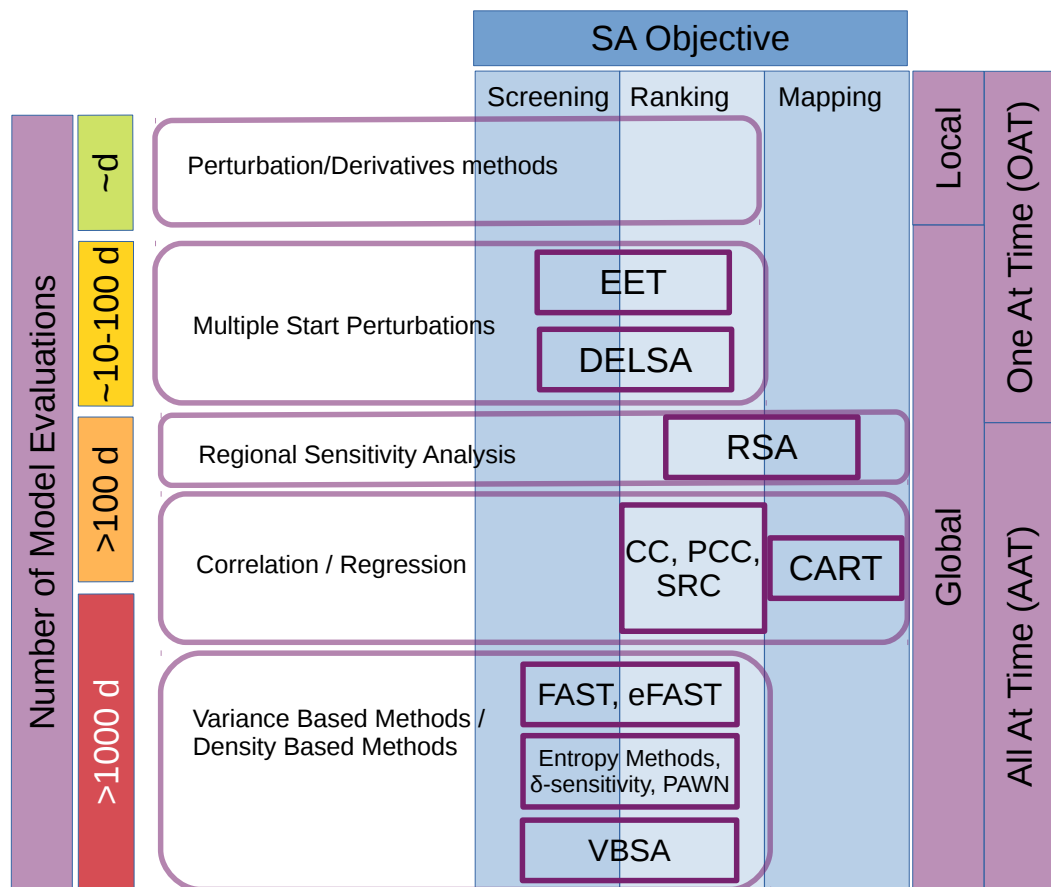 SA Objective
Screening
Ranking
Mapping
Number of Model Evaluations
~d
~10-100 d
>100 d
>1000 d
Perturbation/Derivatives methods
Multiple Start Perturbations
EET
DELSA
Regional Sensitivity Analysis
RSA
Correlation / Regression
CC, PCC,
SRC
CART
Variance Based Methods /
Density Based Methods
FAST, eFAST
Entropy Methods,
δ-sensitivity, PAWN
VBSA
Local
Global
One At Time (OAT)
All At Time (AAT)